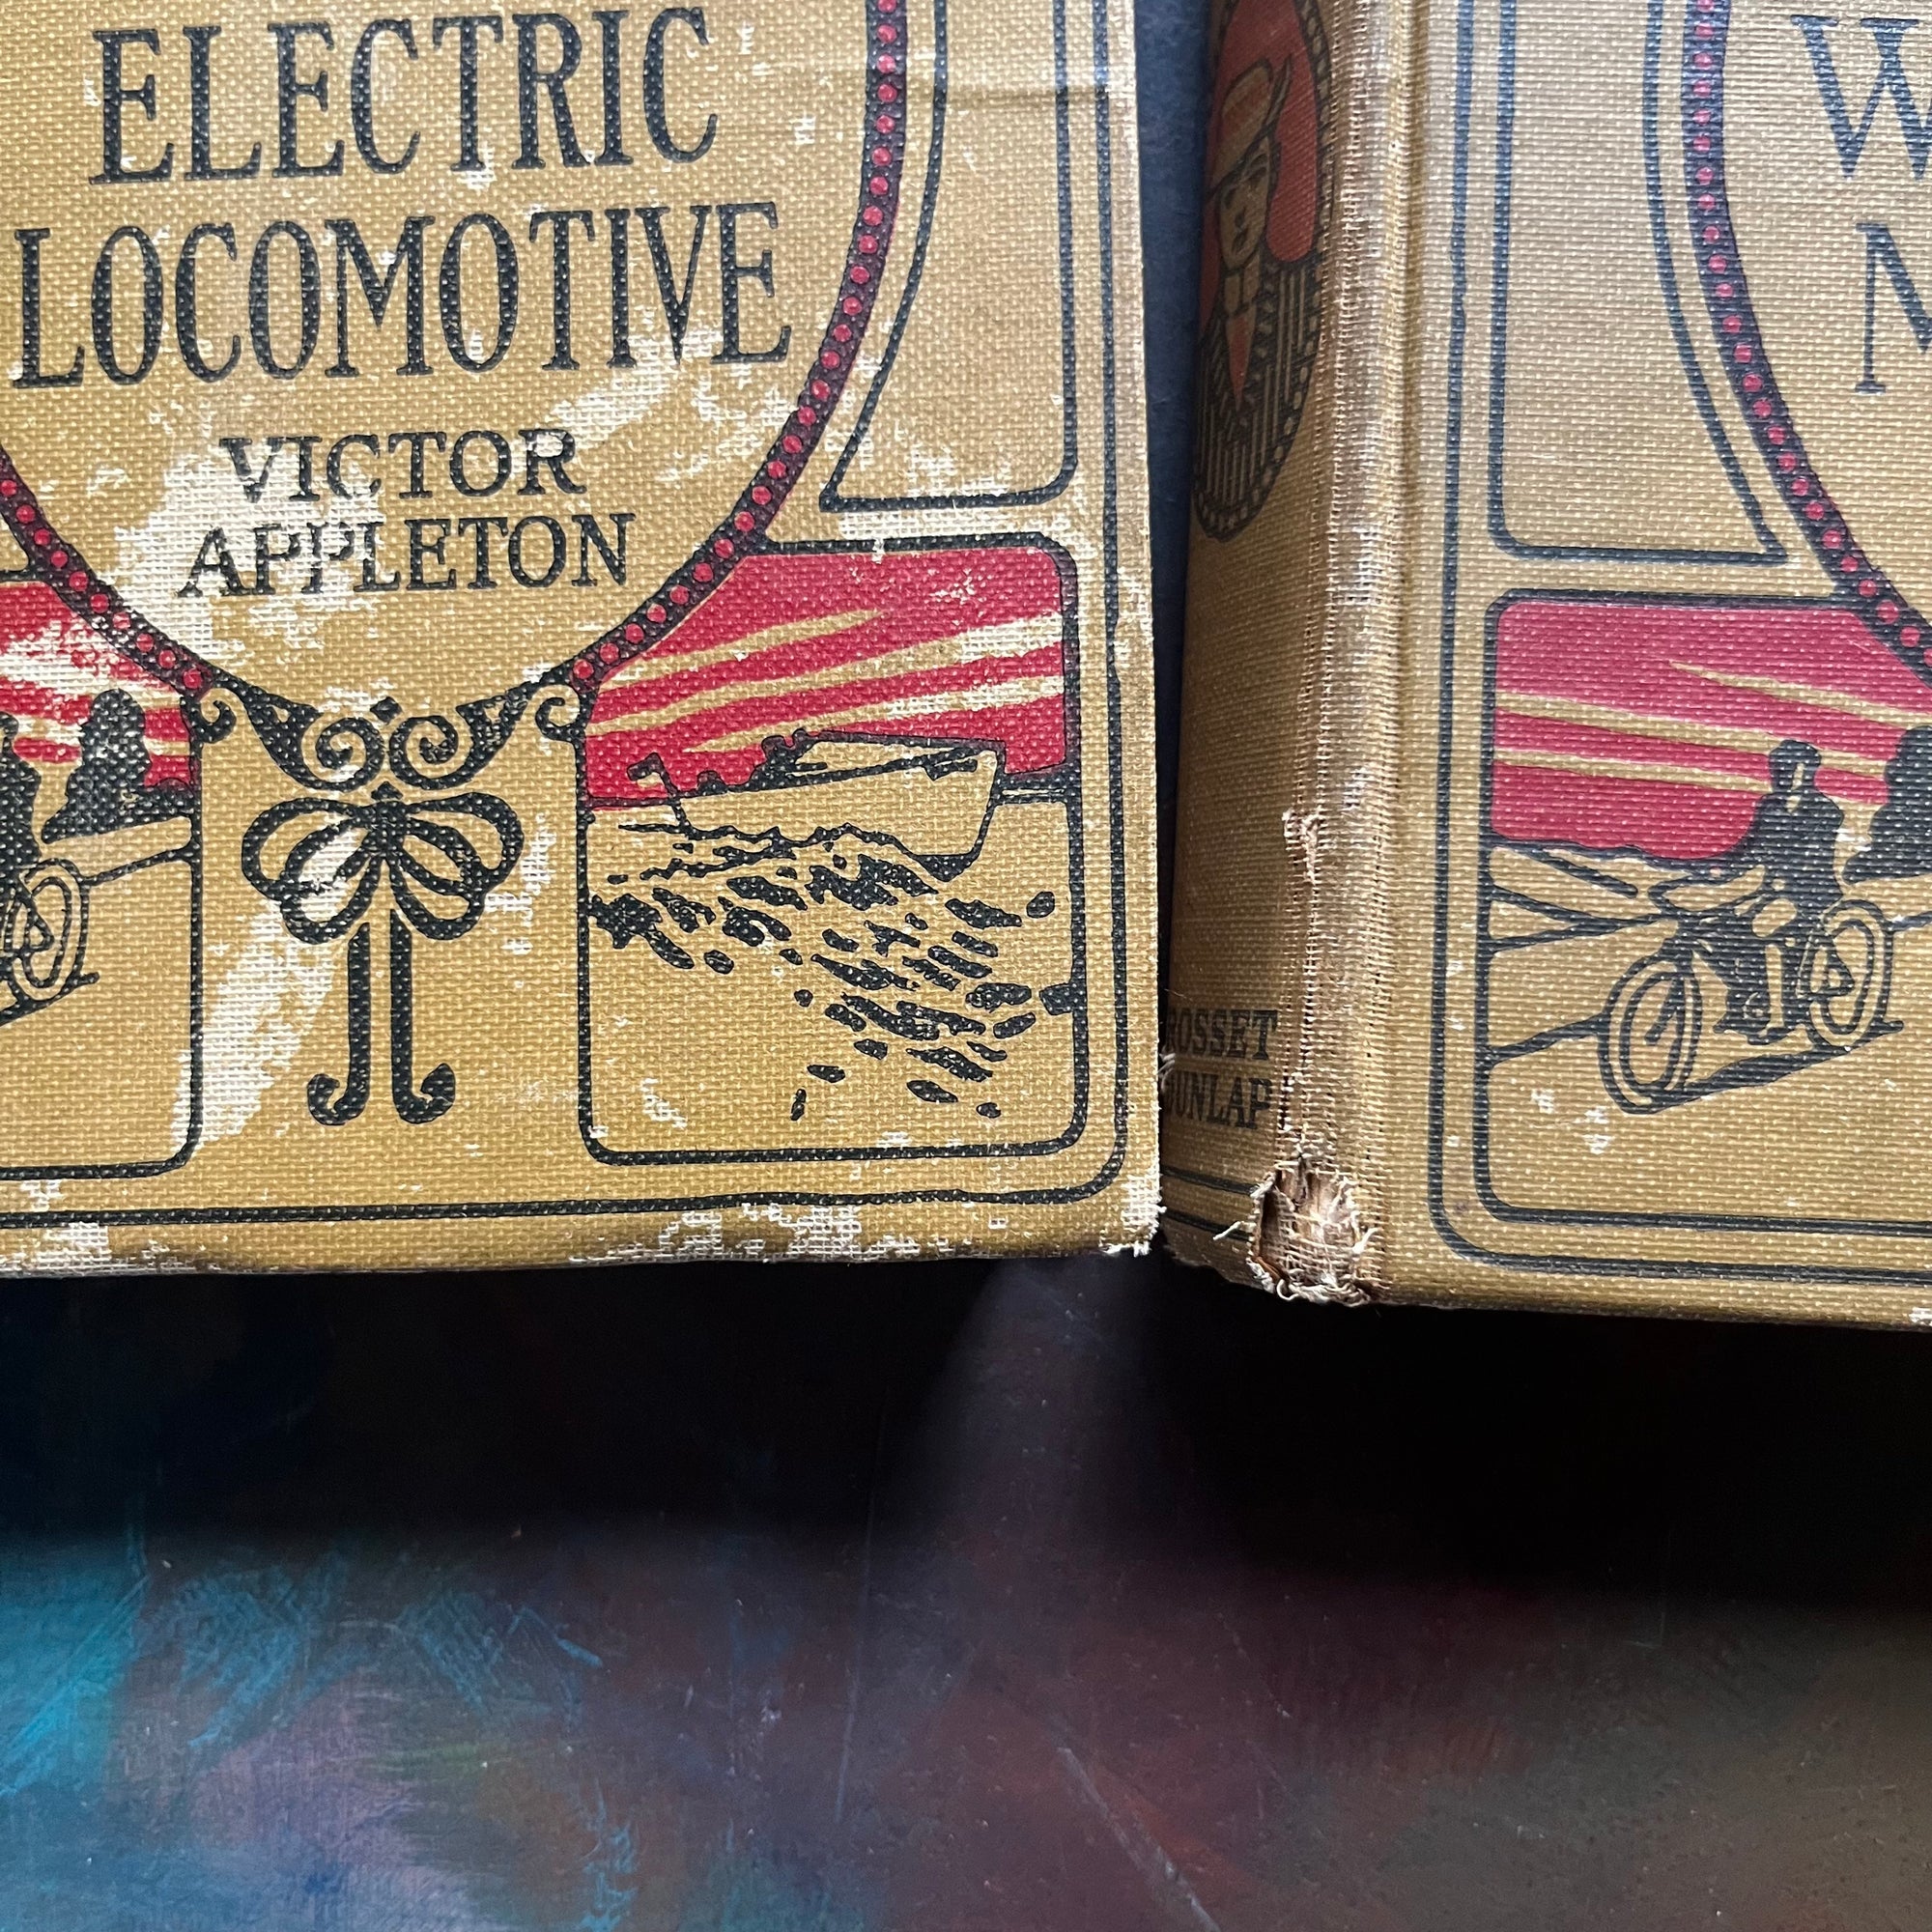 ELECTRIC
LOCOMOTIVE
VICTOR
APPLETON
ROSSET
DUNLAP
W
N